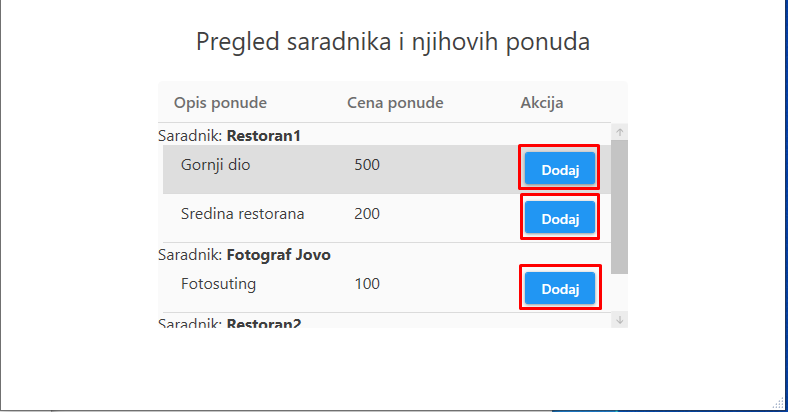 Pregled saradnika i njihovih ponuda
Opis ponude Cena ponude Akcija
Saradnik: Restoran1
Gornji dio 500 Dodaj
Sredina restorana 200 Dodaj
Saradnik: Fotograf Jovo
Fotosuting 100 Dodaj
Saradnik: Restoran2